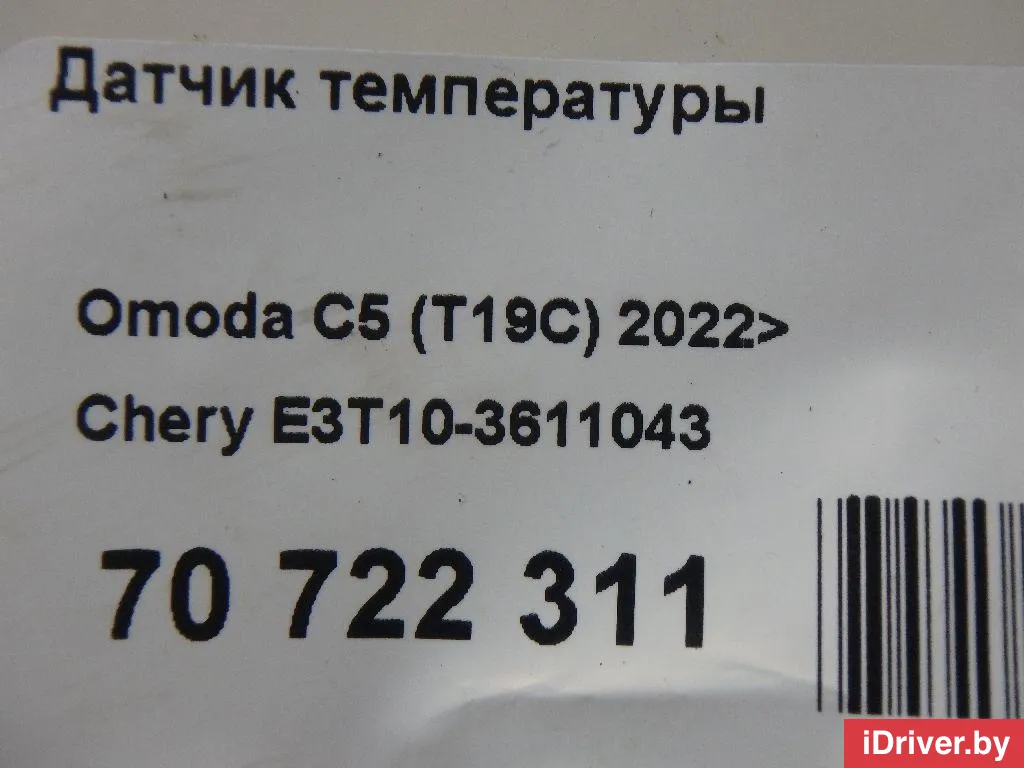 Датчик температуры
Omoda C5 (T19C) 2022>
Chery E3T10-3611043
70 722 311
iDriver.by